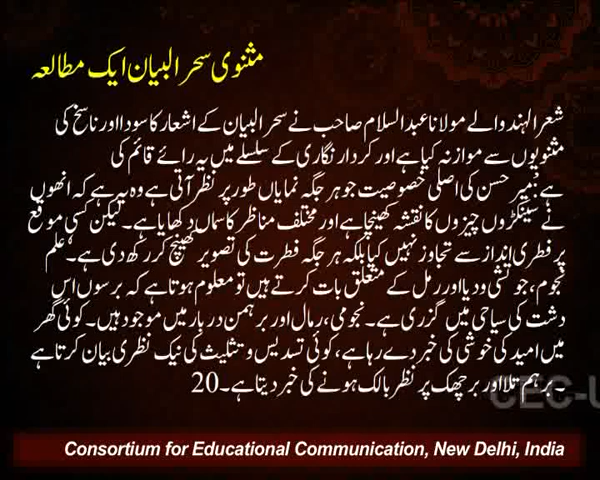 مثنوی سحر البیان ایک مطالعہ
شعر الہند والے مولانا عبد السلام صاحب نے سحر البیان کے اشعار کا سودا اور ناسخ کی
مثنویوں سے موازنہ کیا ہے اور کردار نگاری کے سلسلے میں یہ رائے قائم کی
ہے: میر حسن کی اصلی خصوصیت جو ہر جگہ نمایاں طور پر نظر آتی ہے وہ یہ ہے کہ انھوں
نے سینکڑوں چیزوں کا نقشہ کھینچا ہے اور مختلف مناظر کا سماں دکھایا ہے۔ لیکن کسی موقع
پر فطری انداز سے تجاوز نہیں کیا بلکہ ہر جگہ فطرت کی تصویر کھینچ کر رکھ دی ہے۔ علم
نجوم، جوتشی ودیا اور رمل کے متعلق بات کرتے ہیں تو معلوم ہوتا ہے کہ برسوں اس
دشت کی سیاحی میں گزری ہے۔ نجومی، رمال اور برہمن دربار میں موجود ہیں۔ کوئی گھر
میں امید کی خوشی کی خبر دے رہا ہے، کوئی تسدیس و تثلیث کی نیک نظری بیان کرتا ہے
۔ برہم تلا اور برچھک پر نظر بالک ہونے کی خبر دیتا ہے۔ 20
CEC-U
Consortium for Educational Communication, New Delhi, India